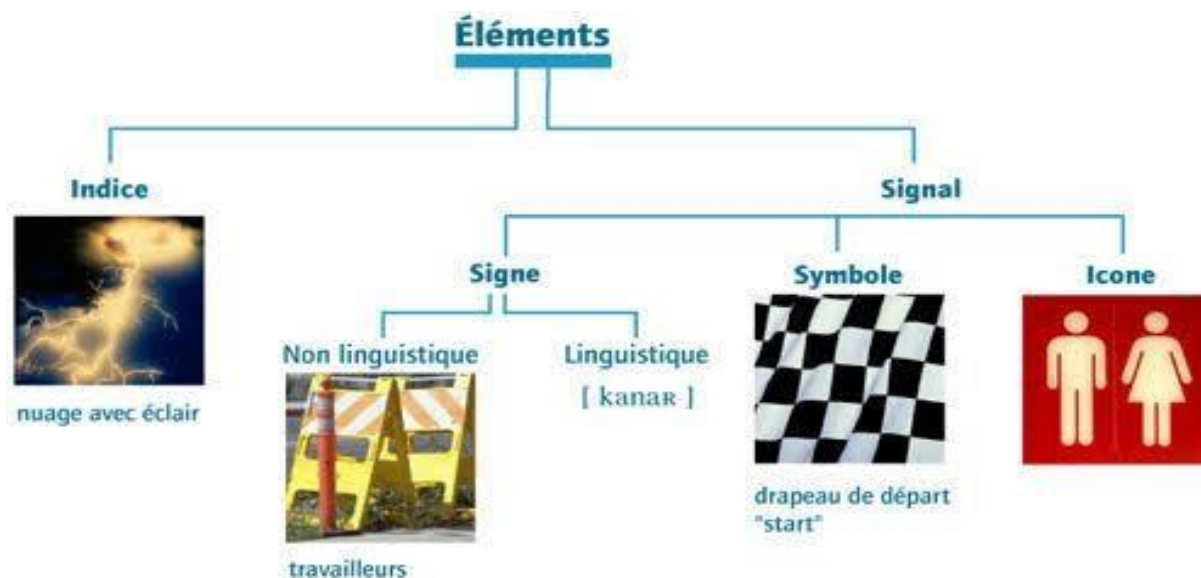 Éléments
Indice
Signal
Signe
Symbole
Icone
Non linguistique
Linguistique
[ kanaʀ ]
nuage avec éclair
drapeau de départ
"start"
travailleurs